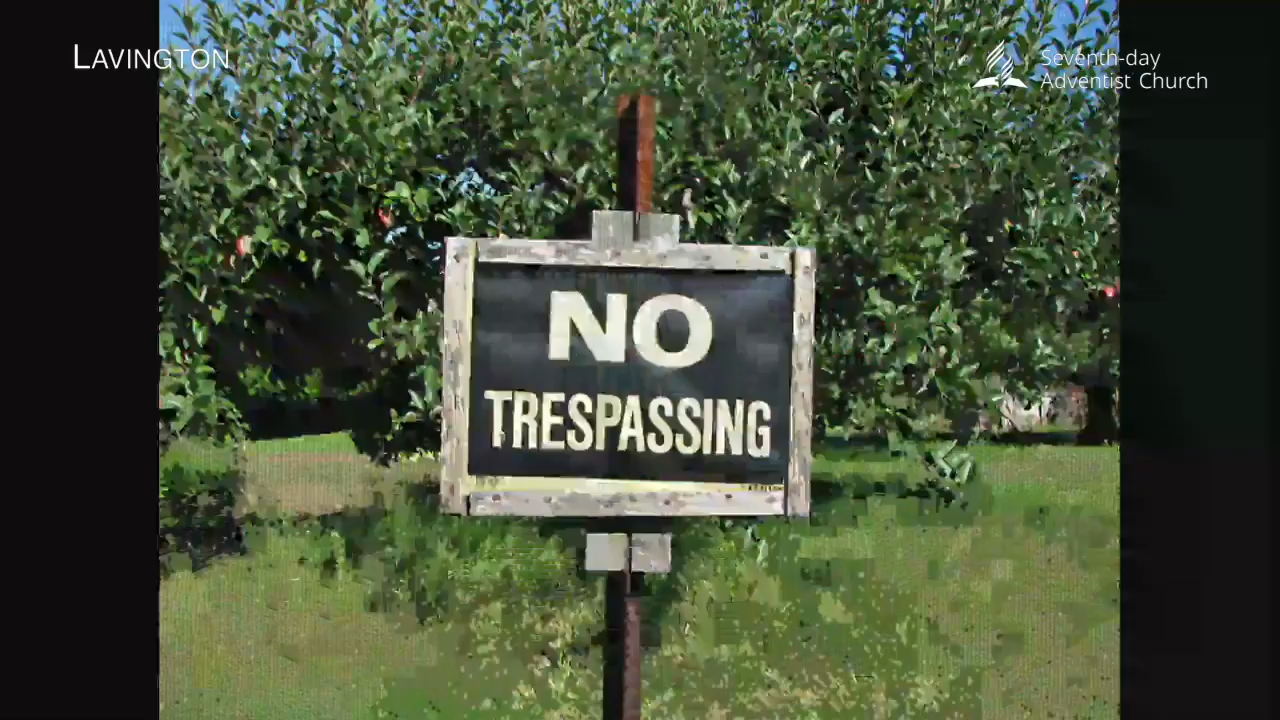 LAVINGTON
Seventh-day
Adventist Church
NO
TRESPASSING